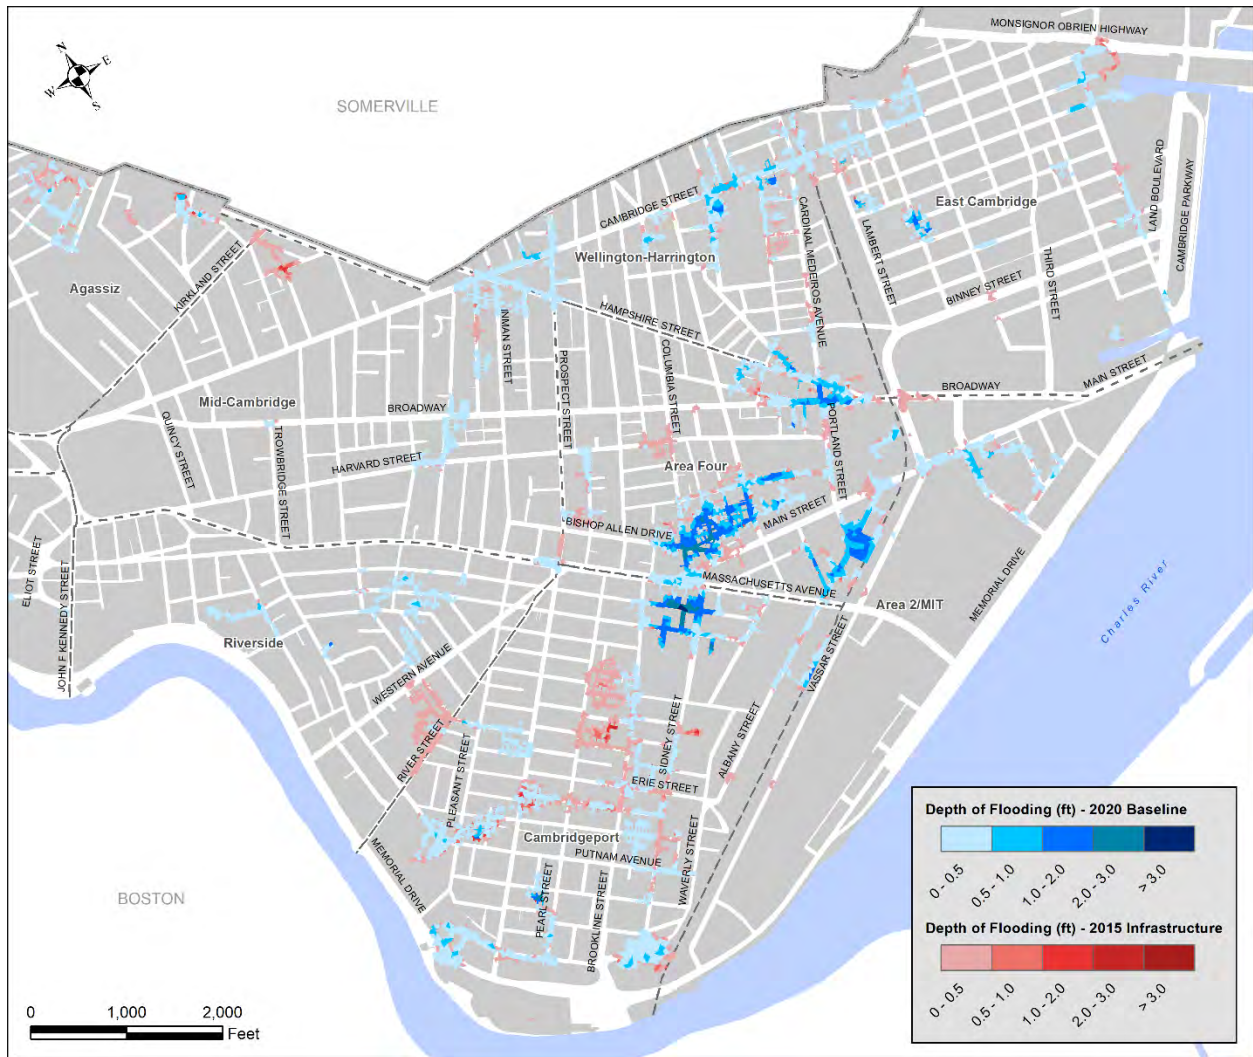 MONSIGNOR OBRIEN HIGHWAY
N
E
W
S
SOMERVILLE
LAND BOULEVARD
CAMBRIDGE PARKWAY
CAMBRIDGE STREET
East Cambridge
CARDINAL MEDEIROS AVENUE
LAMBERT STREET
THIRD STREET
KIRKLAND STREET
Wellington-Harrington
Agassiz
BINNEY STREET
HAMPSHIRE STREET
INMAN STREET
PROSPECT STREET
COLUMBIA STREET
MAIN STREET
BROADWAY
Mid-Cambridge
BROADWAY
QUINCY STREET
TROWBRIDGE STREET
HARVARD STREET
PORTLAND STREET
Area Four
BISHOP ALLEN DRIVE
MAIN STREET
ELIOT STREET
JOHN F KENNEDY STREET
MASSACHUSETTS AVENUE
Area 2/MIT
MEMORIAL DRIVE
Charles River
Riverside
WESTERN AVENUE
VASSAR STREET
RIVER STREET
PLEASANT STREET
SIDNEY STREET
ALBANY STREET
ERIE STREET
Cambridgeport
PUTNAM AVENUE
WAVERLY STREET
MEMORIAL DRIVE
PEARL STREET
BROOKLINE STREET
BOSTON
Depth of Flooding (ft) - 2020 Baseline
0 - 0.5
0.5 - 1.0
1.0 - 2.0
2.0 - 3.0
> 3.0
Depth of Flooding (ft) - 2015 Infrastructure
0 - 0.5
0.5 - 1.0
1.0 - 2.0
2.0 - 3.0
> 3.0
0
1,000
2,000
Feet